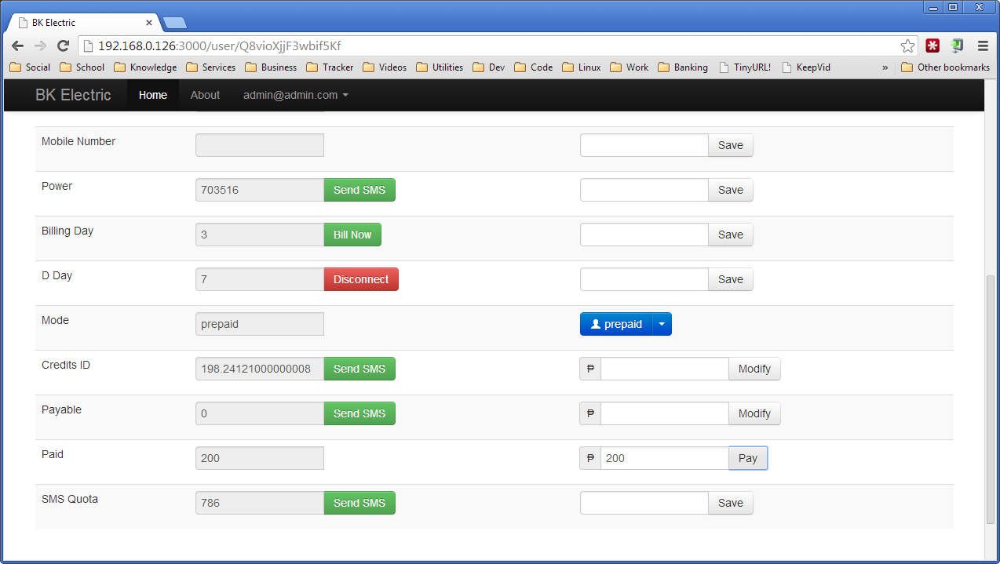 BK Electric
192.168.0.126:3000/user/Q8vioXjjF3wbif5Kf
Social School Knowledge Services Business Tracker Videos Utilities Dev Code Linux Work Banking TinyURL! KeepVid » Other bookmarks
BK Electric Home About admin@admin.com
Mobile Number Save
Power 703516 Send SMS Save
Billing Day 3 Bill Now Save
D Day 7 Disconnect Save
Mode prepaid prepaid
Credits ID 198.24121000000008 Send SMS ₱ Modify
Payable 0 Send SMS ₱ Modify
Paid 200 ₱ 200 Pay
SMS Quota 786 Send SMS Save